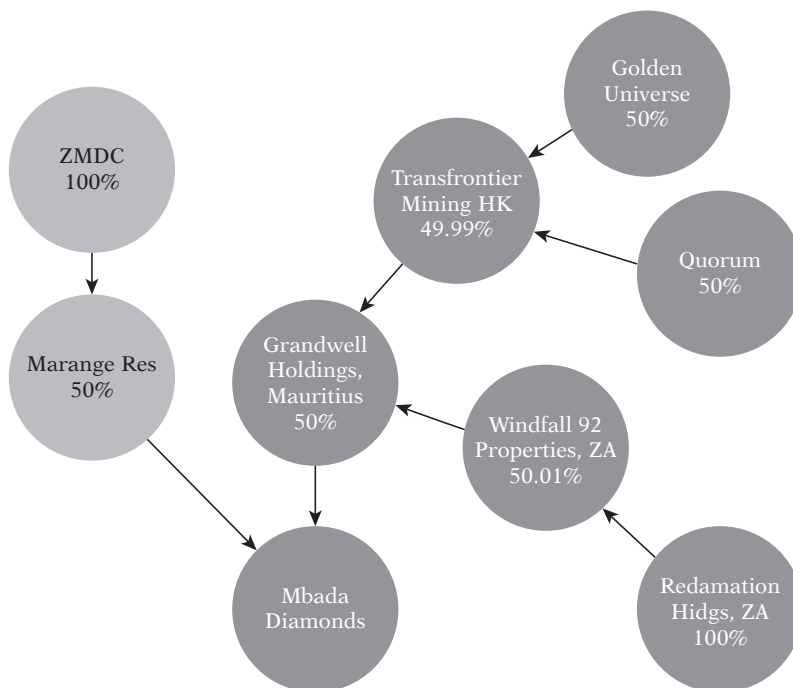 Golden
Universe
50%
ZMDC
100%
Transfrontier
Mining HK
49.99%
Quorum
50%
Marange Res
50%
Grandwell
Holdings,
Mauritius
50%
Windfall 92
Properties, ZA
50.01%
Mbada
Diamonds
Redamation
Hidgs, ZA
100%